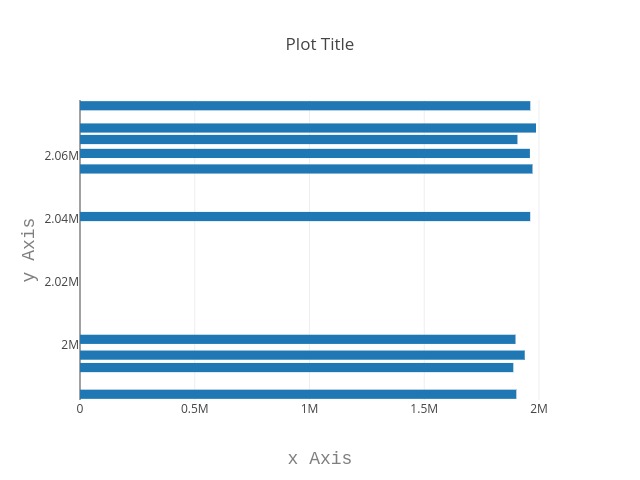 Plot Title
2.06M
2.04M
2.02M
2M
y Axis
0 0.5M 1M 1.5M 2M
x Axis